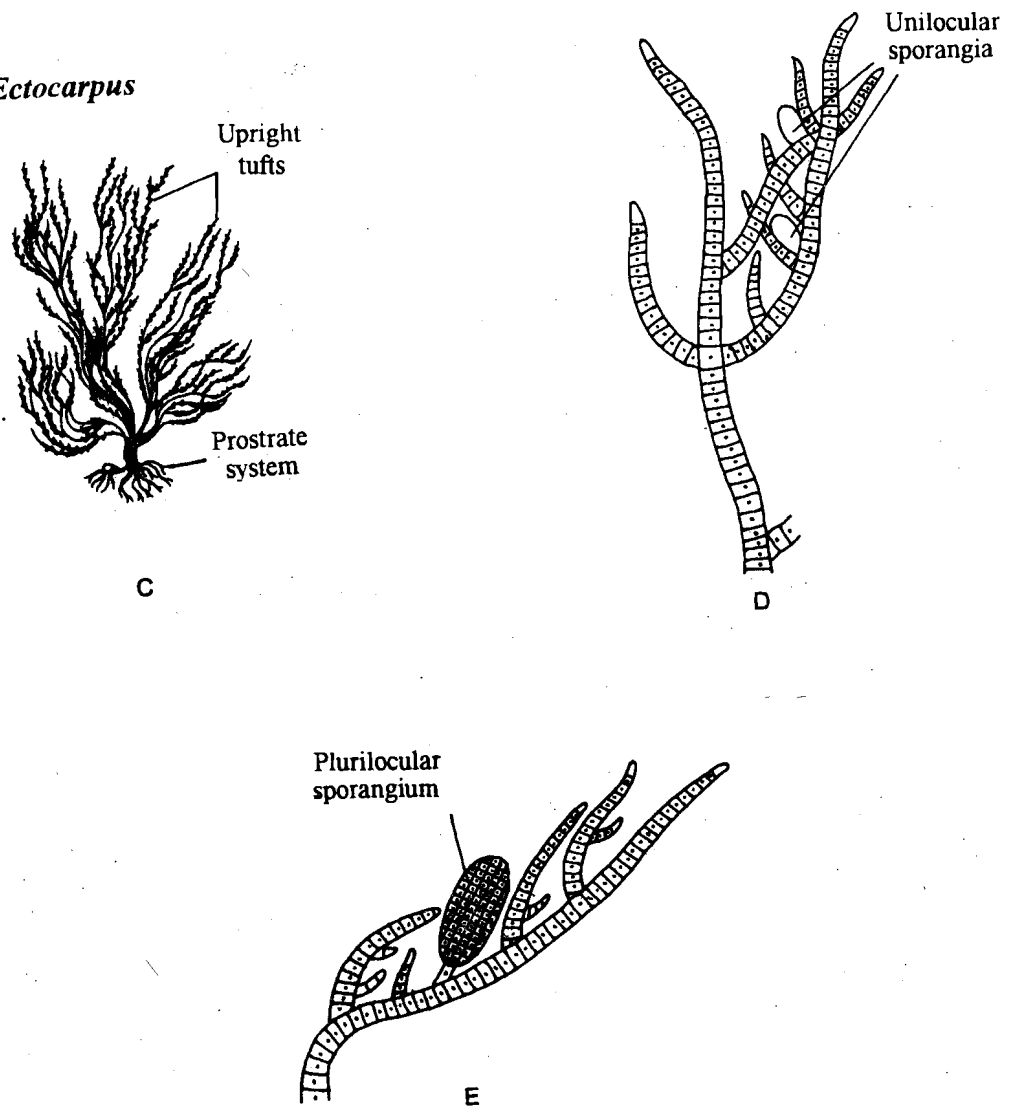 Ectocarpus
Upright
tufts
Prostrate
system
C
Unilocular
sporangia
D
Plurilocular
sporangium
E